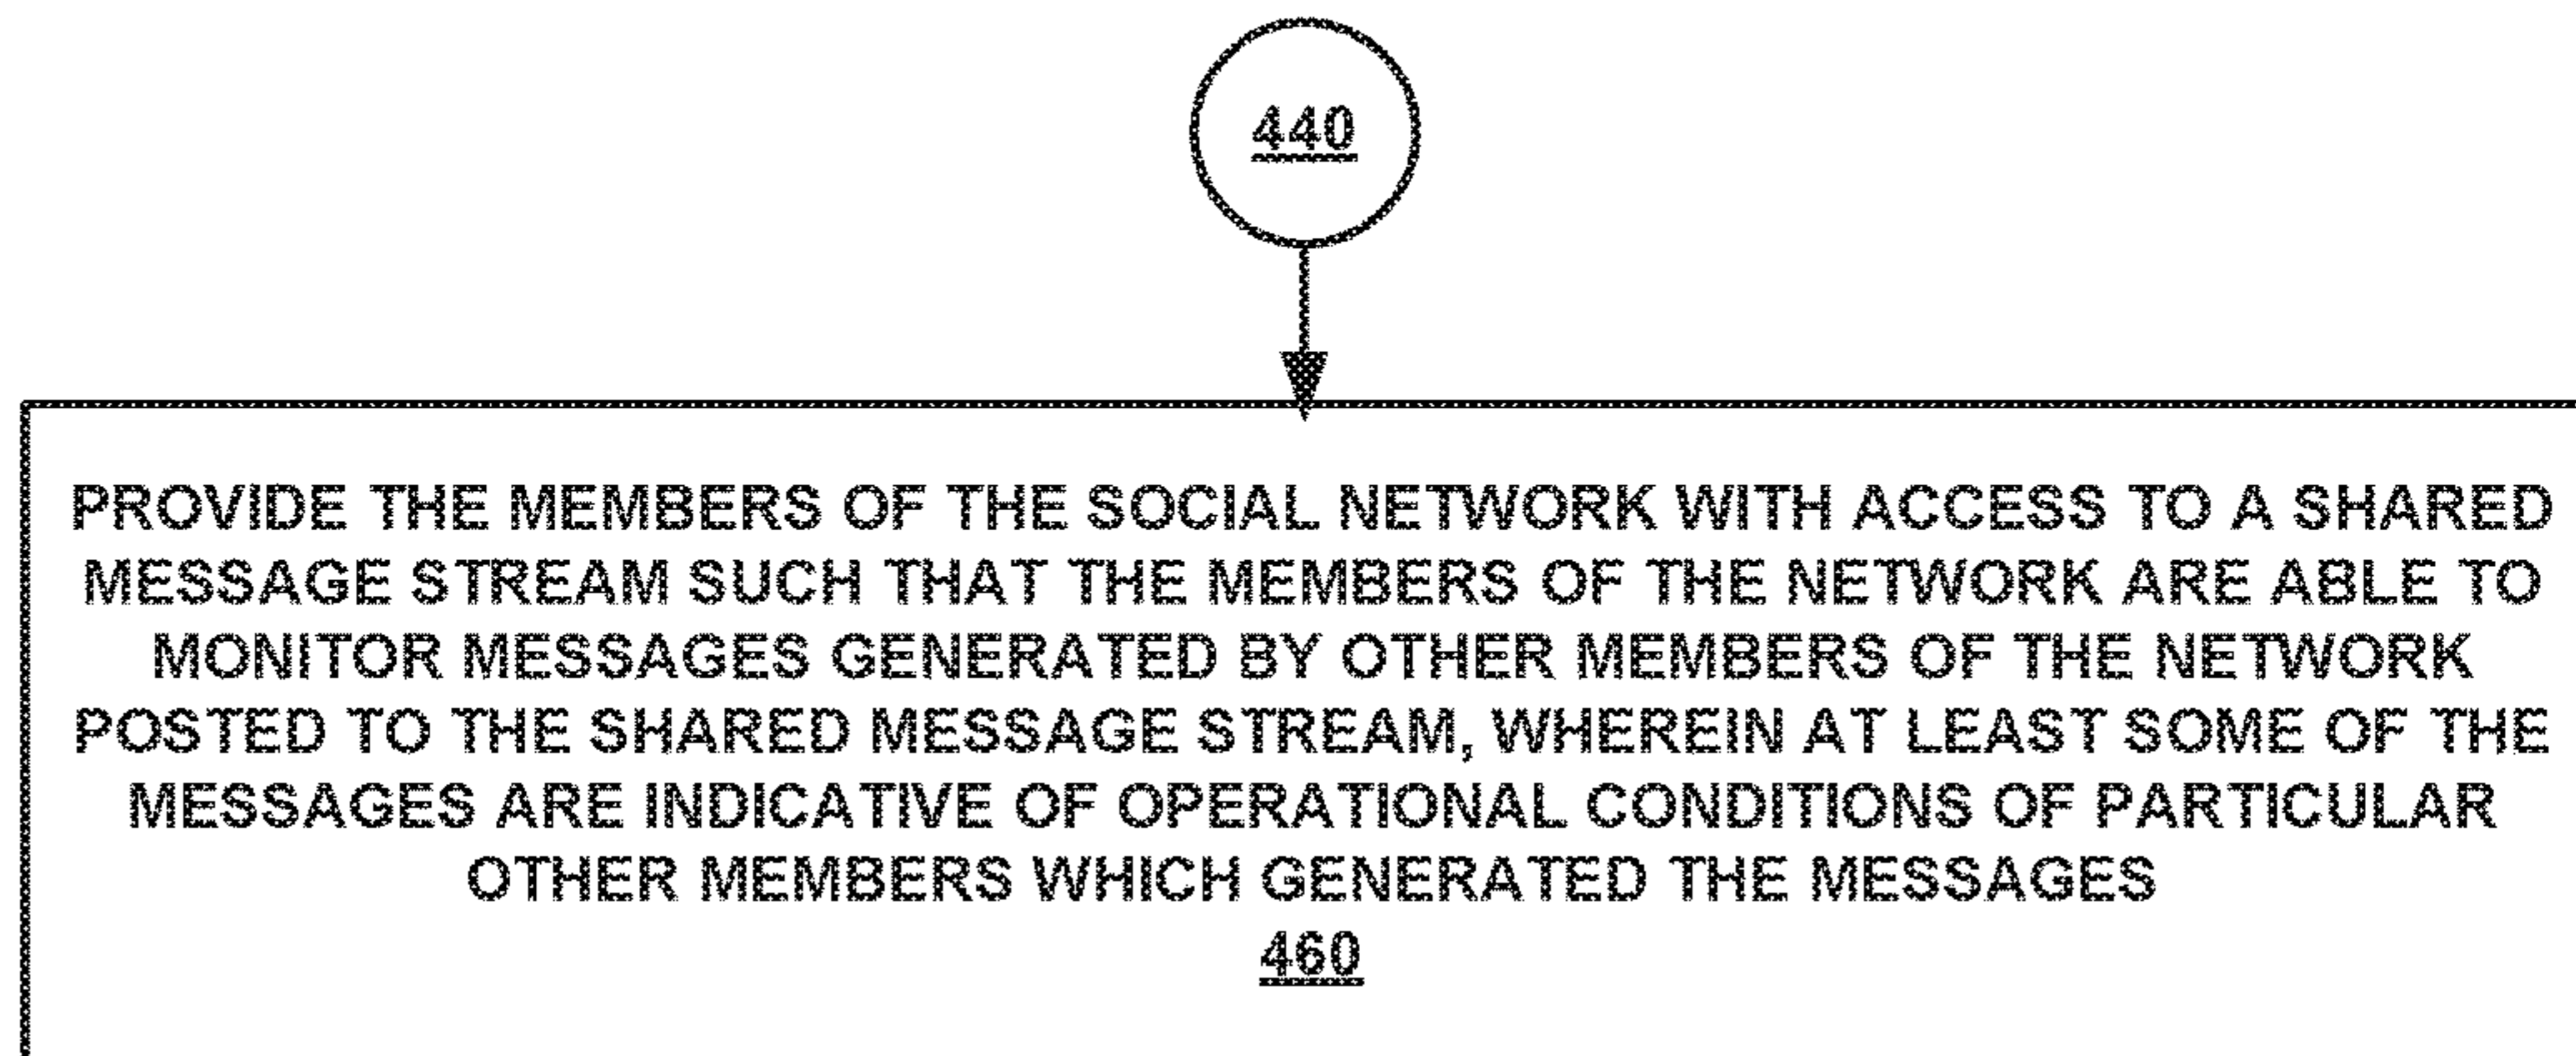 440
PROVIDE THE MEMBERS OF THE SOCIAL NETWORK WITH ACCESS TO A SHARED
MESSAGE STREAM SUCH THAT THE MEMBERS OF THE NETWORK ARE ABLE TO
MONITOR MESSAGES GENERATED BY OTHER MEMBERS OF THE NETWORK
POSTED TO THE SHARED MESSAGE STREAM, WHEREIN AT LEAST SOME OF THE
MESSAGES ARE INDICATIVE OF OPERATIONAL CONDITIONS OF PARTICULAR
OTHER MEMBERS WHICH GENERATED THE MESSAGES
460